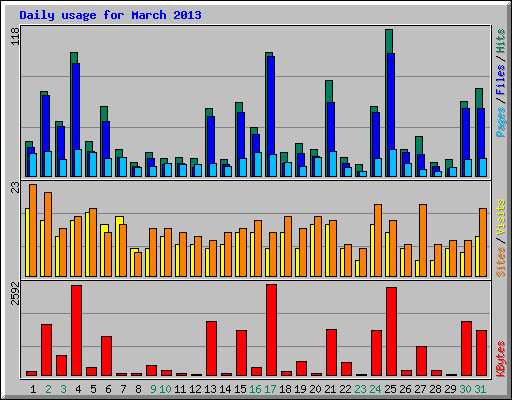 Daily usage for March 2013
118
Pages/Files/Hits
23
Sites/Visits
2592
KBytes
1 2 3 4 5 6 7 8 9 10 11 12 13 14 15 16 17 18 19 20 21 22 23 24 25 26 27 28 29 30 31